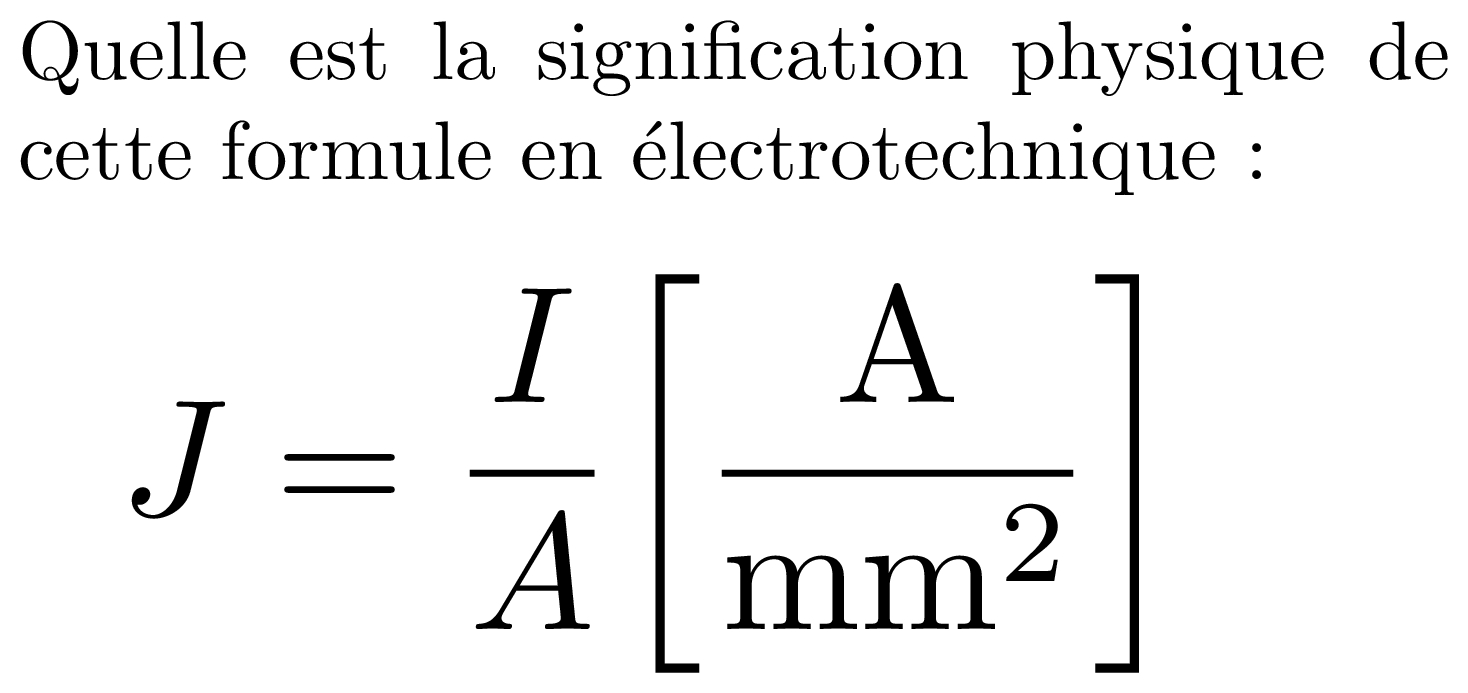 Quelle est la signification physique de
cette formule en électrotechnique :
J = \frac{I}{A} \left[ \frac{\mathrm{A}}{\mathrm{mm}^2} \right]